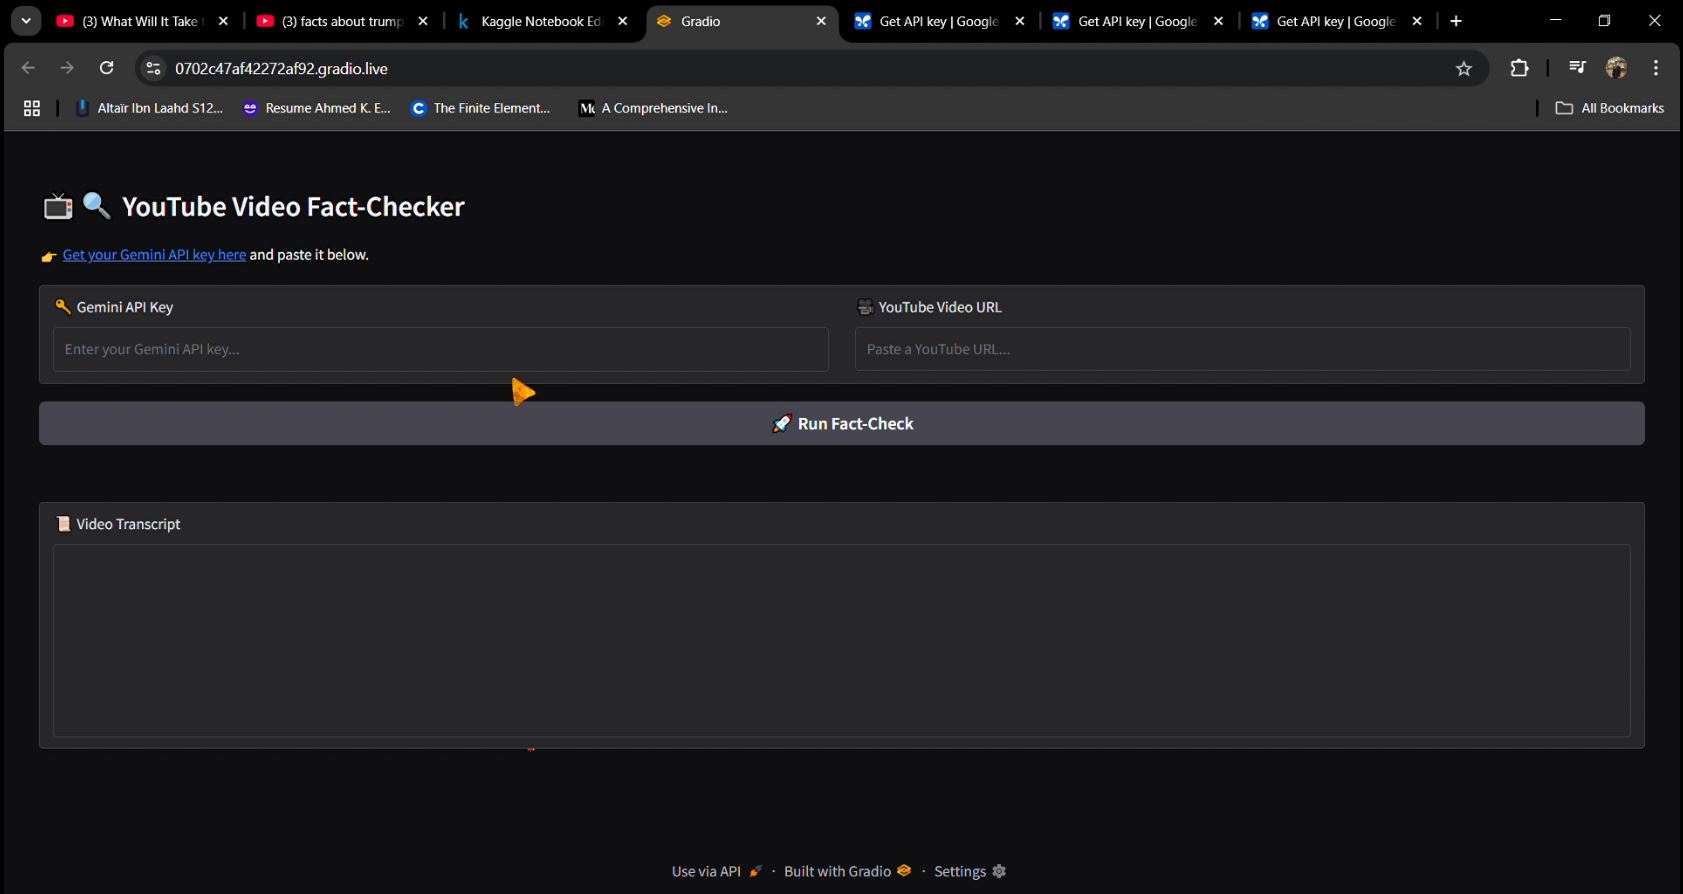 (3) What Will It Take t
(3) facts about trump
Kaggle Notebook Edi
Gradio
Get API key | Google
Get API key | Google
Get API key | Google
0702c47af42272af92.gradio.live
Altaïr Ibn Laahd S12...
Resume Ahmed K. E...
The Finite Element...
A Comprehensive In...
All Bookmarks
YouTube Video Fact-Checker
Get your Gemini API key here and paste it below.
Gemini API Key
YouTube Video URL
Enter your Gemini API key...
Paste a YouTube URL...
Run Fact-Check
Video Transcript
Use via API · Built with Gradio · Settings